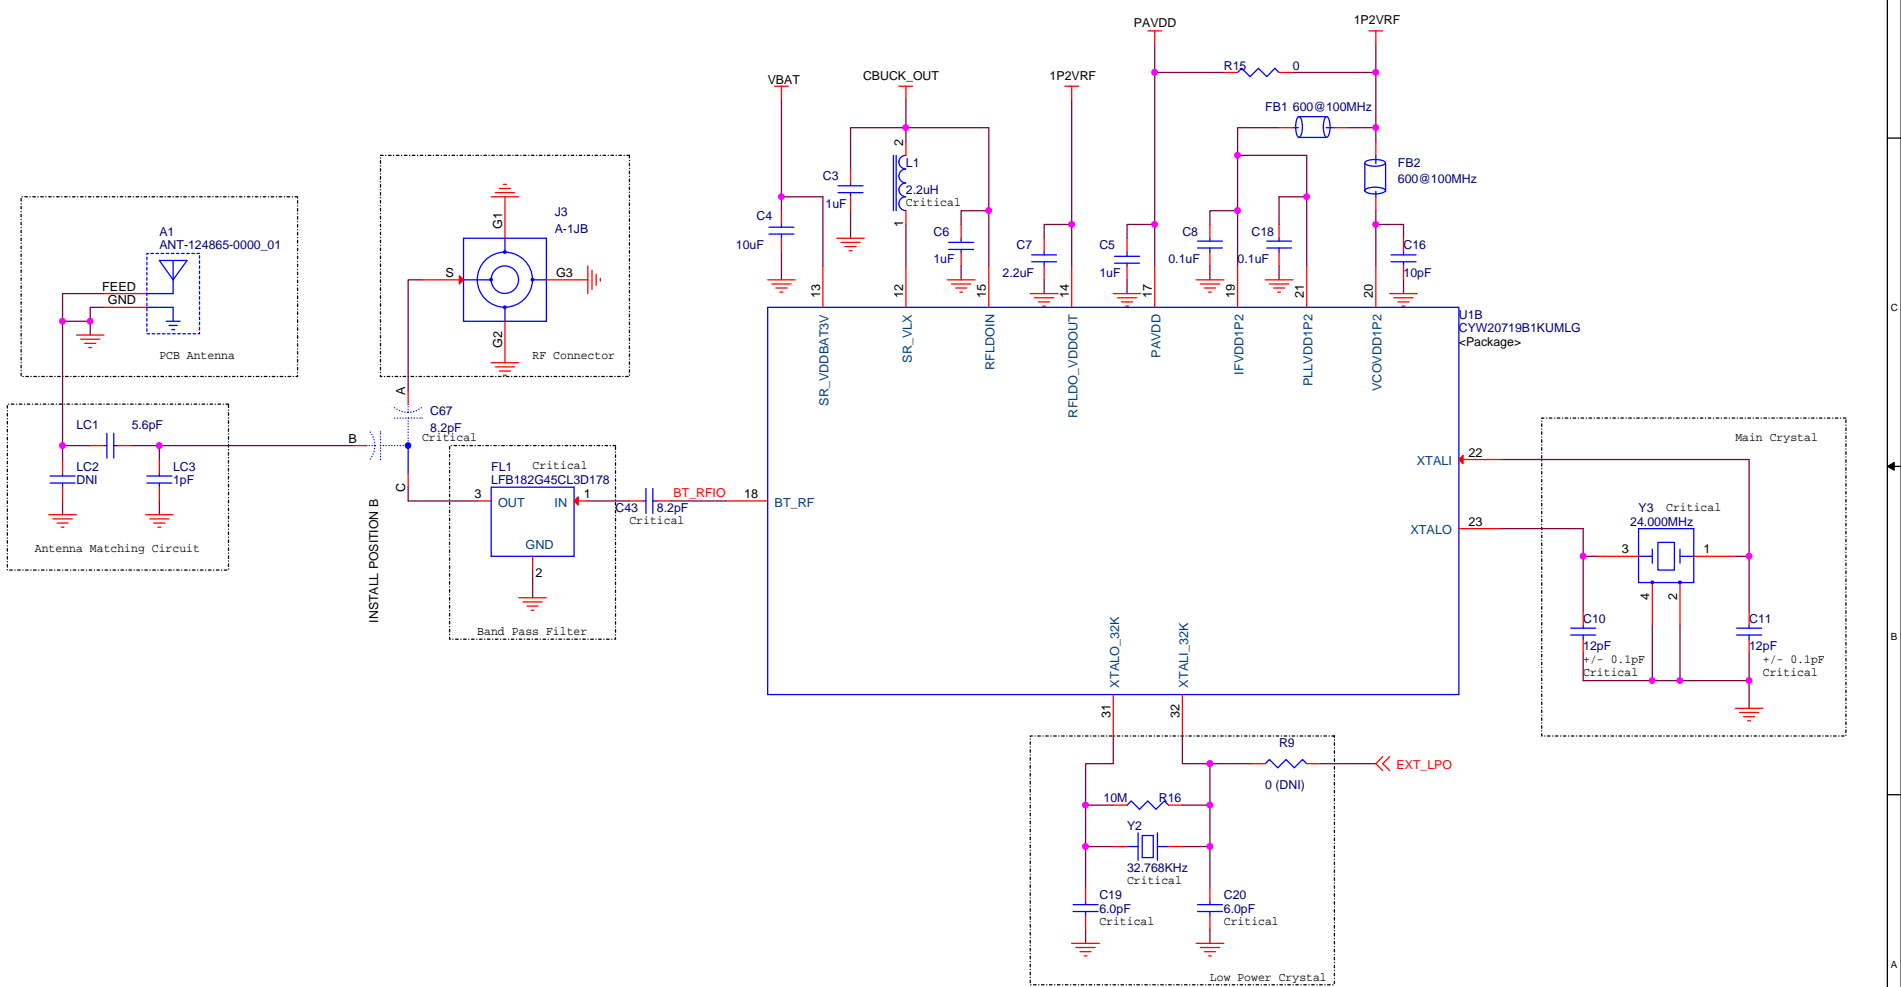 PAVDD
1P2VRF
R15
0
VBAT
CBUCK_OUT
1P2VRF
FB1 600@100MHz
2
L1
2.2uH
Critical
1
C3
1uF
FB2
600@100MHz
C4
10uF
C6
1uF
C7
2.2uF
C5
1uF
C8
0.1uF
C18
0.1uF
C16
10pF
A1
ANT-124865-0000_01
FEED
GND
PCB Antenna
G1
J3
A-1JB
S
G3
G2
RF Connector
13
12
15
14
17
19
21
20
SR_VDDBAT3V
SR_VLX
RFLDOIN
RFLDO_VDDOUT
PAVDD
IFVDD1P2
PLLVDD1P2
VCOVDD1P2
U1B
CYW20719B1KUMLG
<Package>
C
A
C67
8.2pF
Critical
B
C
LC1
5.6pF
LC2
DNI
LC3
1pF
Antenna Matching Circuit
INSTALL POSITION B
FL1
Critical
LFB182G45CL3D178
3
OUT
IN
1
GND
2
Band Pass Filter
C43
8.2pF
Critical
BT_RFIO
18
BT_RF
XTALI
22
XTALO
23
Main Crystal
Y3
Critical
24.000MHz
3
1
4
2
C10
12pF
+/- 0.1pF
Critical
C11
12pF
+/- 0.1pF
Critical
B
XTALO_32K
XTALI_32K
31
32
R9
0 (DNI)
EXT_LPO
10M
R16
Y2
32.768KHz
Critical
C19
6.0pF
Critical
C20
6.0pF
Critical
Low Power Crystal
A